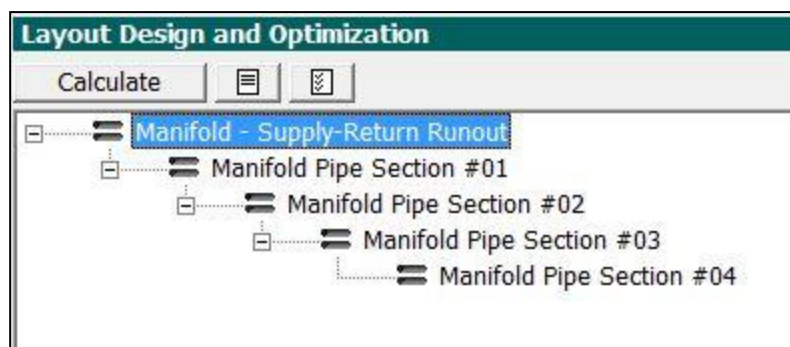 Layout Design and Optimization
Calculate
Manifold - Supply-Return Runout
Manifold Pipe Section #01
Manifold Pipe Section #02
Manifold Pipe Section #03
Manifold Pipe Section #04